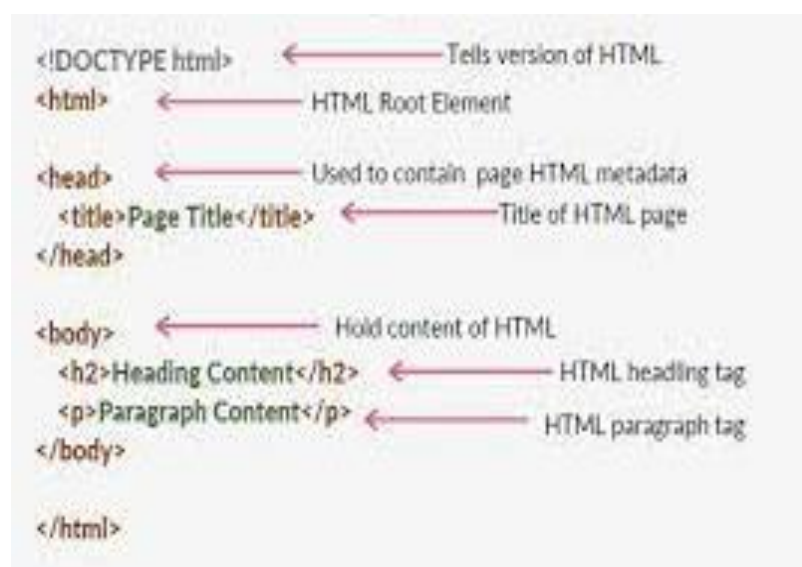 <!DOCTYPE html> Tells version of HTML
<html> HTML Root Element
<head> Used to contain page HTML metadata
<title>Page Title</title> Title of HTML page
</head>
<body> Hold content of HTML
<h2>Heading Content</h2> HTML heading tag
<p>Paragraph Content</p> HTML paragraph tag
</body>
</html>